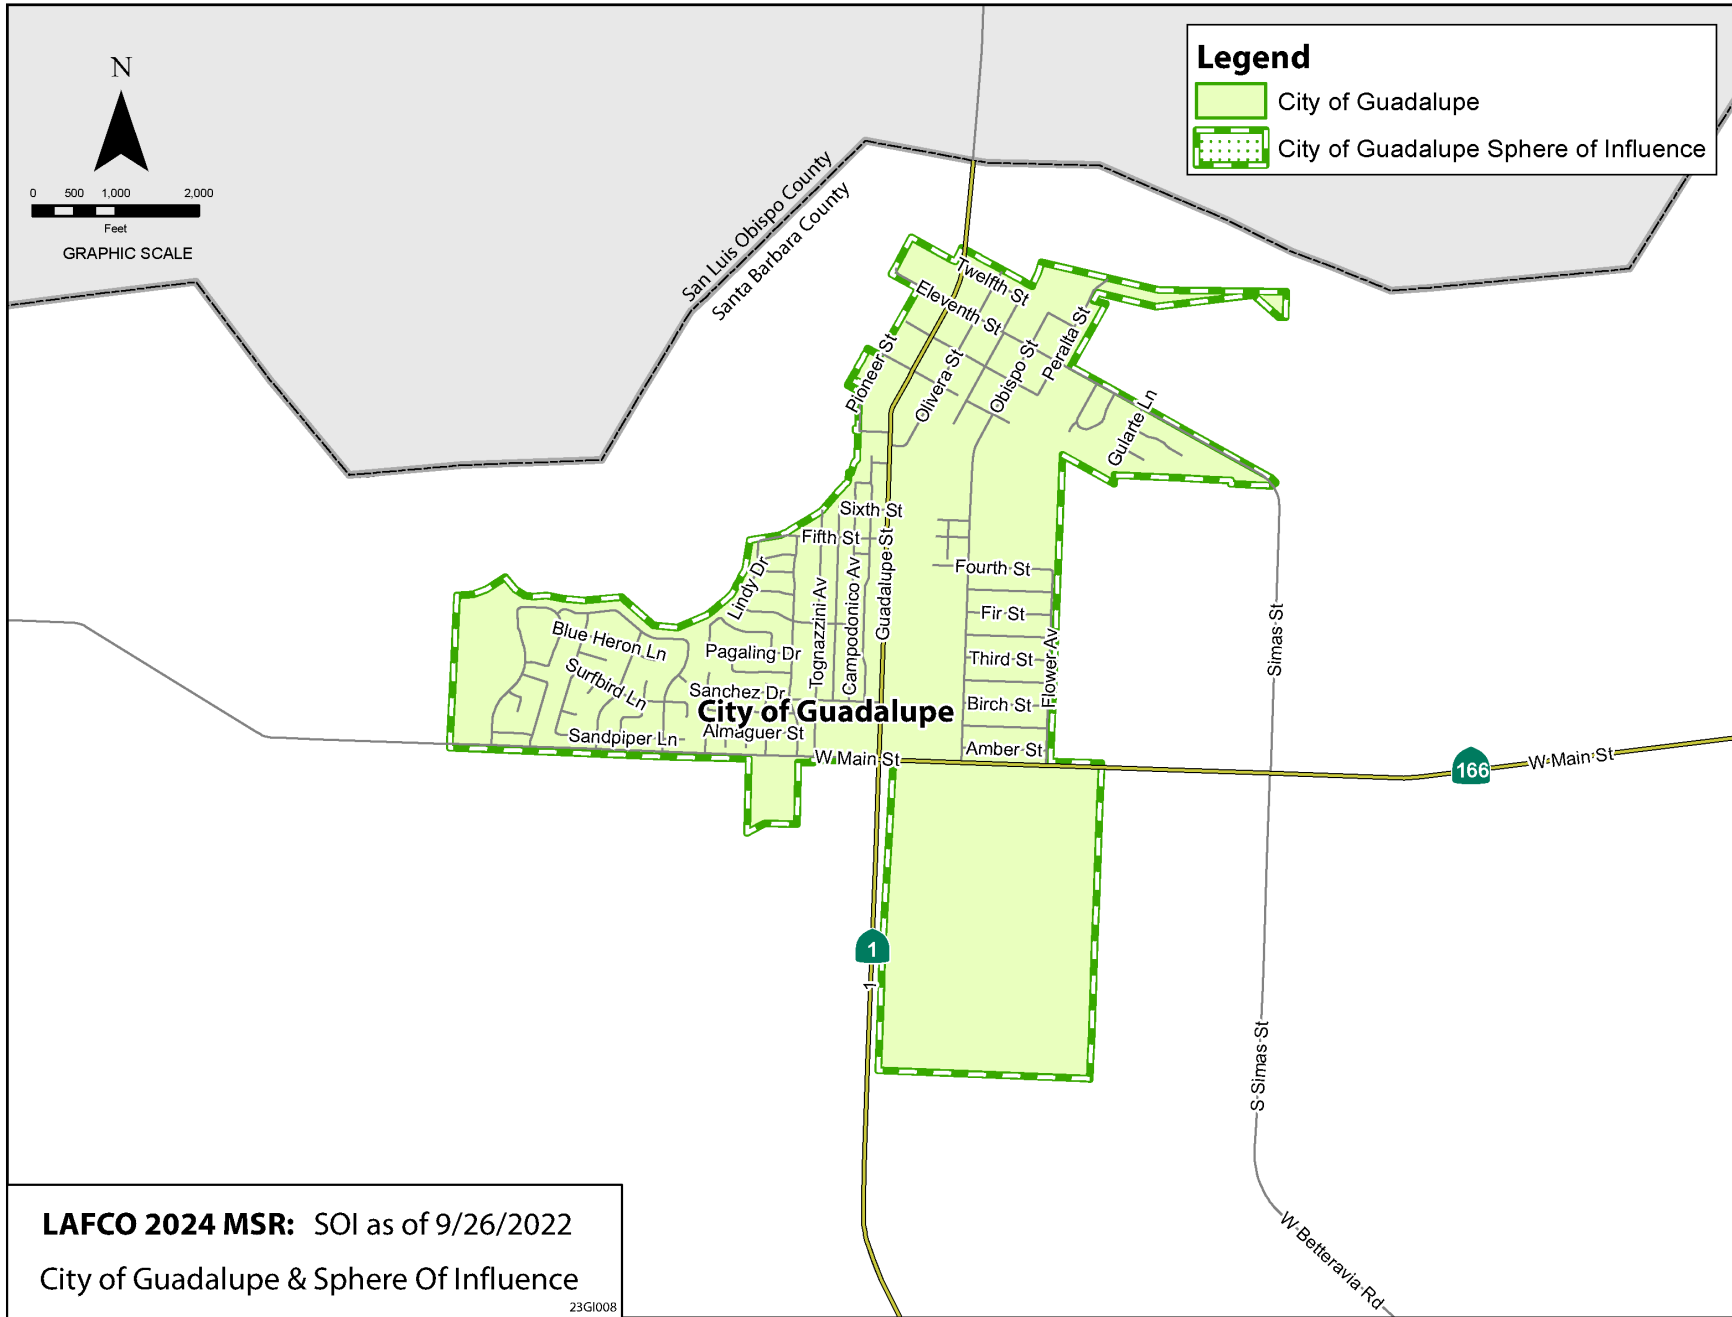 N
0 500 1,000 2,000
Feet
GRAPHIC SCALE
Legend
City of Guadalupe
City of Guadalupe Sphere of Influence
San Luis Obispo County
Santa Barbara County
Twelfth St
Eleventh St
Peralta St
Pioneer St
Olivera St
Obispo St
Gularte Ln
Sixth St
Fifth St
Lindy Dr
Tognazzini Av
Campodonico Av
Guadalupe St
Fourth St
Fir St
Third St
Flower Av
Birch St
Amber St
Simas St
Blue Heron Ln
Pagaling Dr
Surfbird Ln
Sanchez Dr
City of Guadalupe
Almaguer St
Sandpiper Ln
W Main St
166
W Main St
1
1
S Simas St
W Betteravia Rd
LAFCO 2024 MSR: SOI as of 9/26/2022
City of Guadalupe & Sphere Of Influence
23GI008